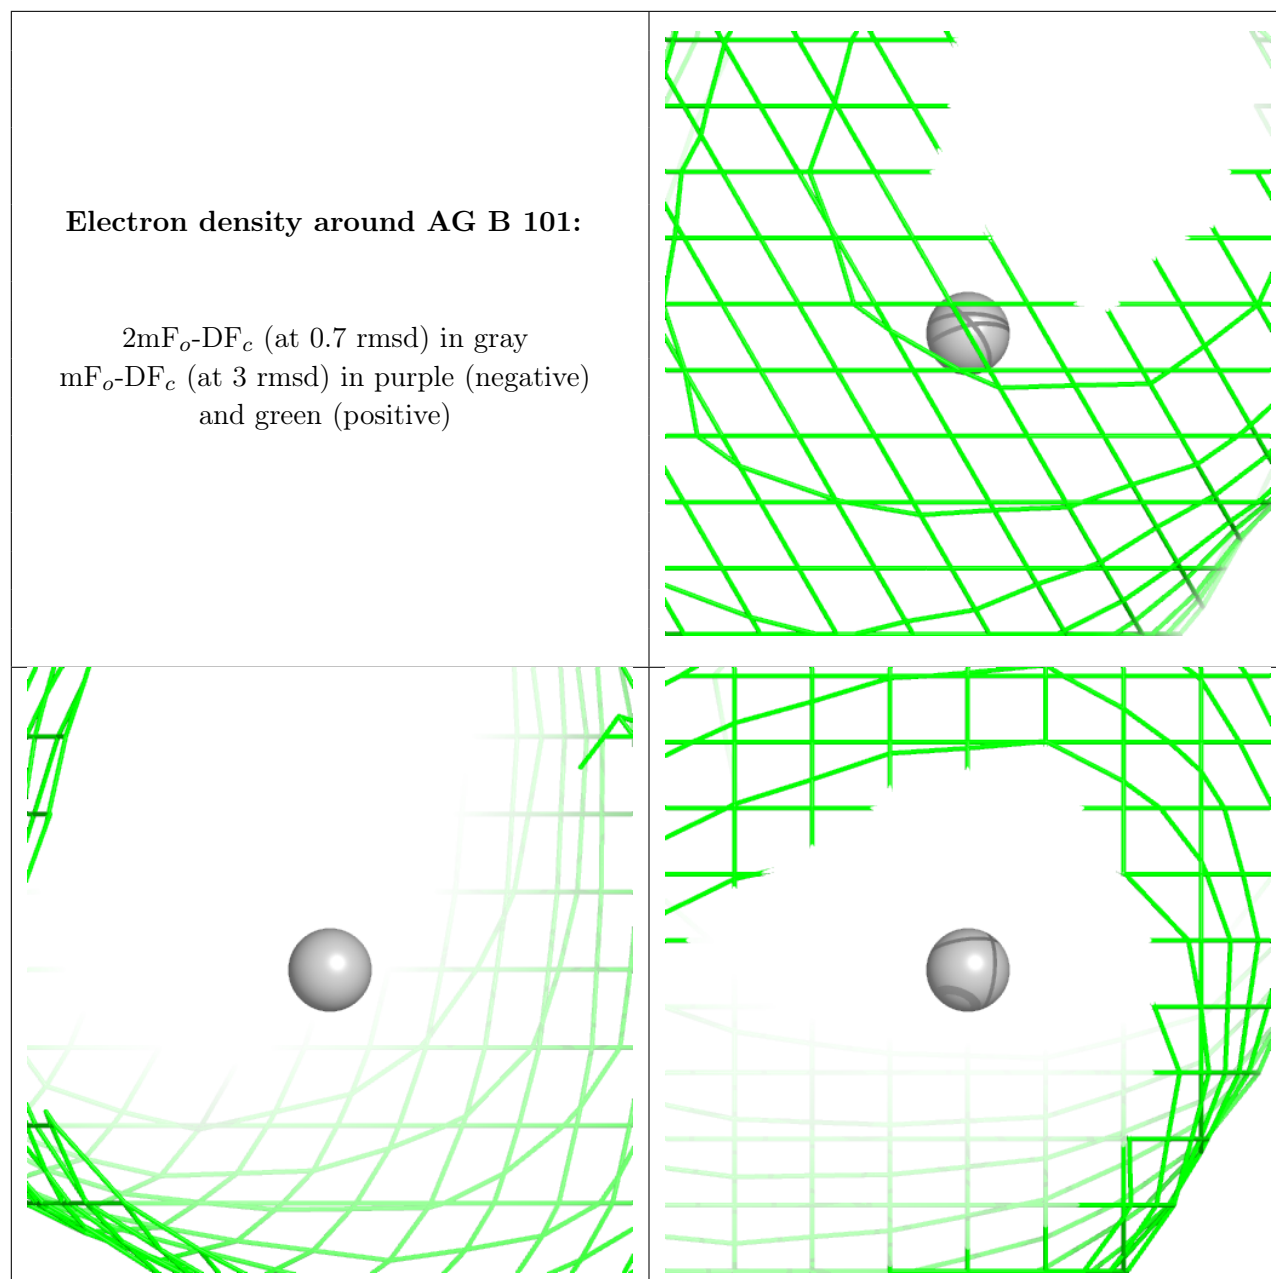 Electron density around AG B 101:
2mFₒ-DF𝒸 (at 0.7 rmsd) in gray
mFₒ-DF𝒸 (at 3 rmsd) in purple (negative)
and green (positive)